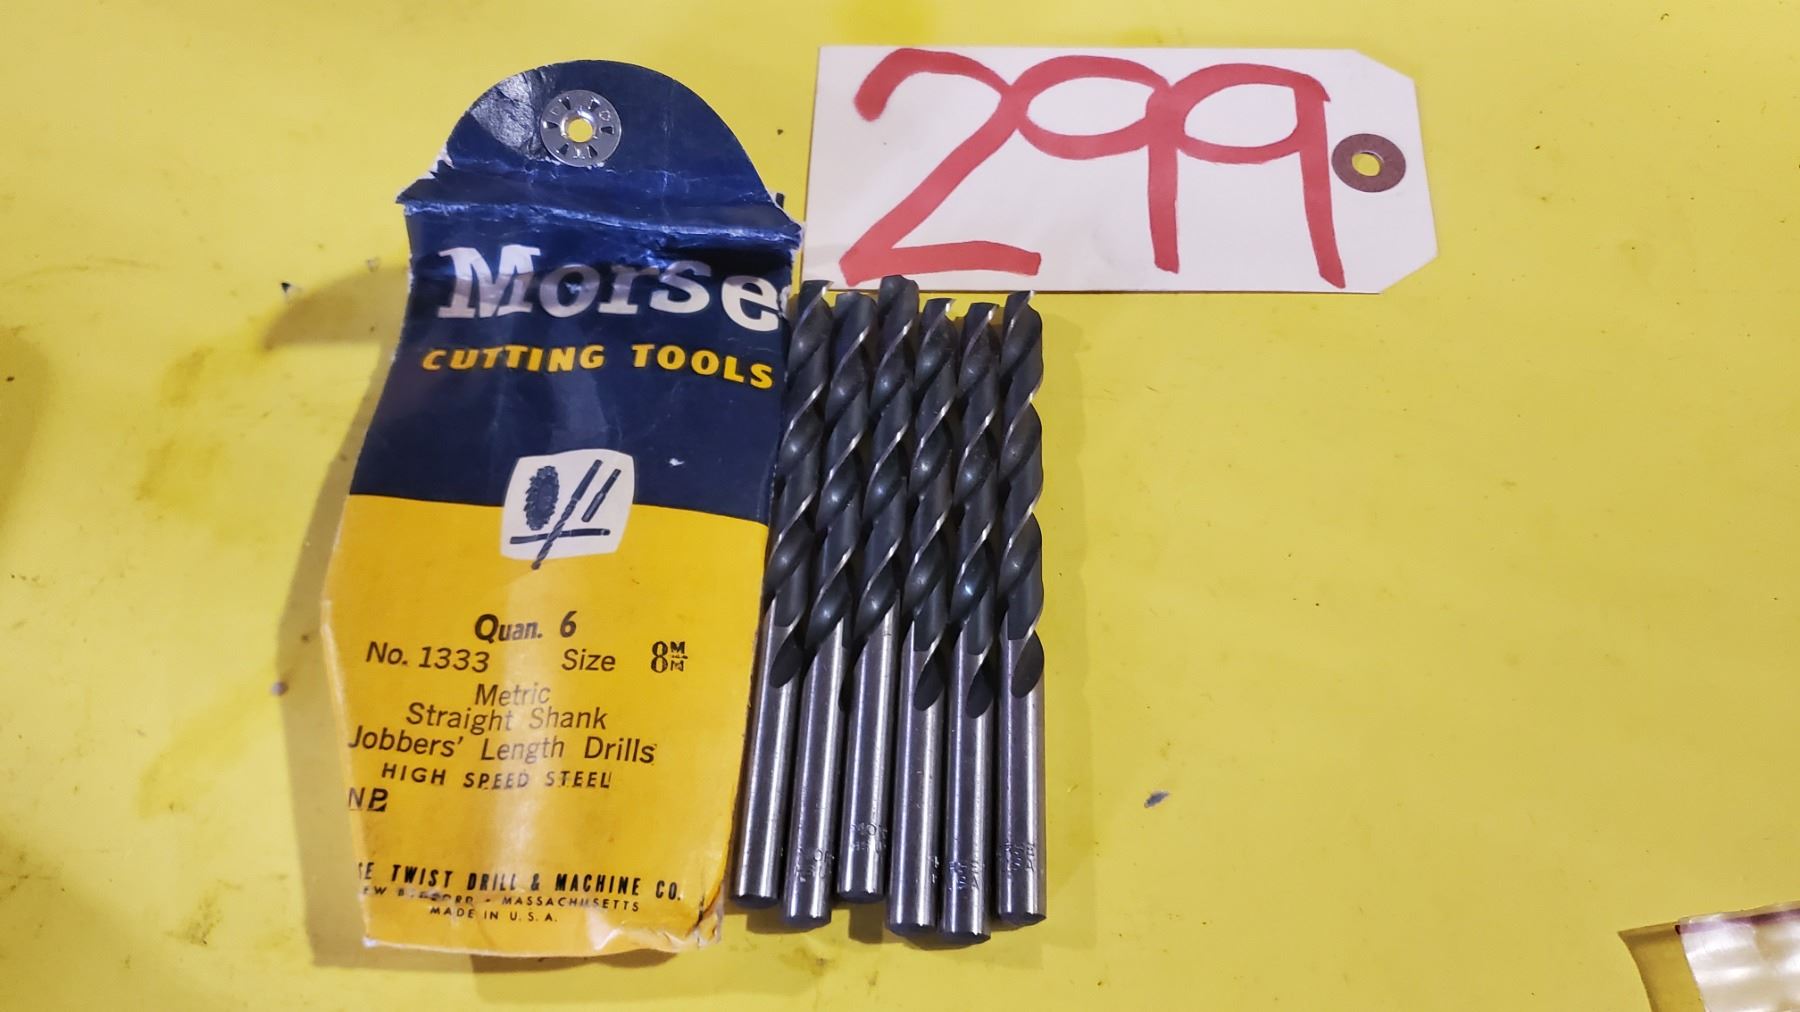 299
Morse
CUTTING TOOLS
Quan. 6
No. 1333 Size 8 M/M
Metric
Straight Shank
Jobbers' Length Drills
HIGH SPEED STEEL
NB
TWIST DRILL & MACHINE CO.
MASSACHUSETTS
MADE IN U.S.A.